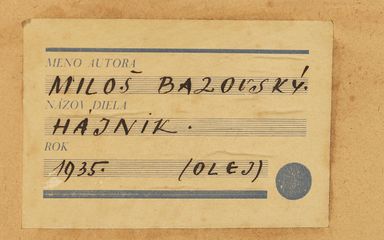 MENO AUTORA
MILOŠ BAZOVSKÝ.
NÁZOV DIELA
HÁJNIK.
ROK
1935. (OLEJ)